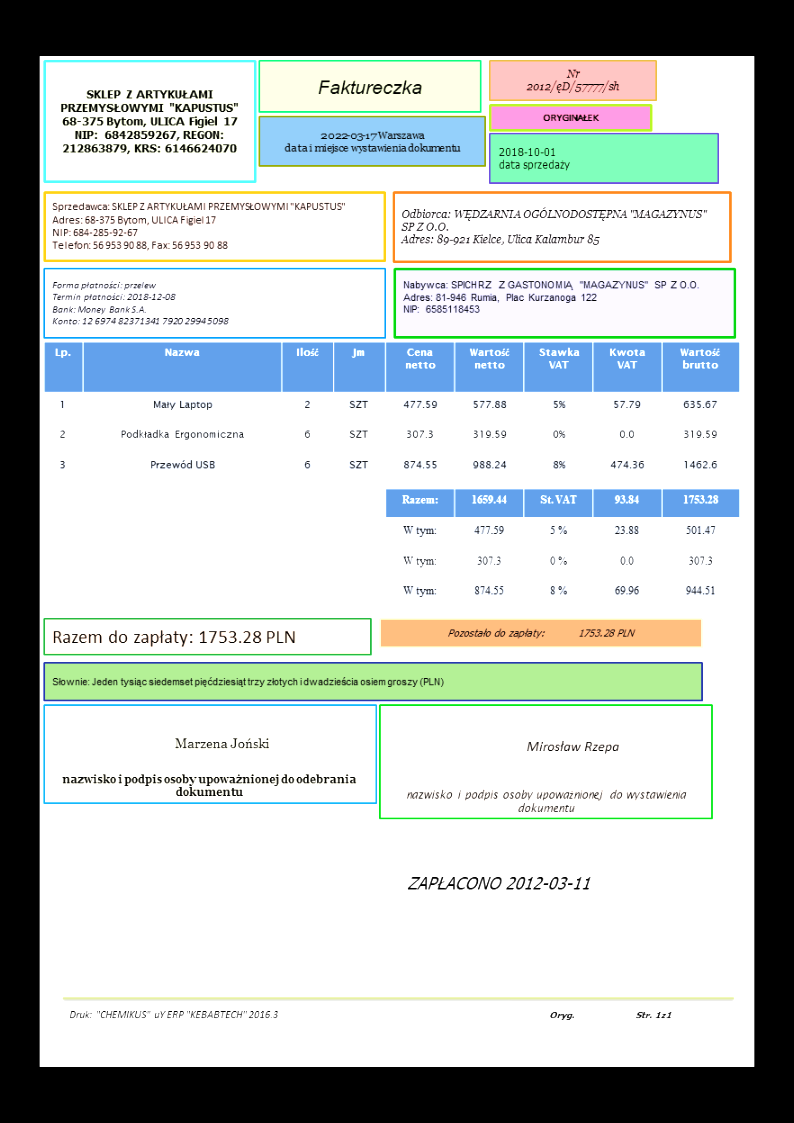 SKLEP Z ARTYKUŁAMI
PRZEMYSŁOWYMI "KAPUSTUS"
68-375 Bytom, ULICA Figiel 17
NIP: 6842859267, REGON:
212863879, KRS: 6146624070
Faktureczka
2022-03-17 Warszawa
data i miejsce wystawienia dokumentu
Nr
2012/ęD/57777/sh
ORYGINAŁEK
2018-10-01
data sprzedaży
Sprzedawca: SKLEP Z ARTYKUŁAMI PRZEMYSŁOWYMI "KAPUSTUS"
Adres: 68-375 Bytom, ULICA Figiel 17
NIP: 684-285-92-67
Telefon: 56 953 90 88, Fax: 56 953 90 88
Odbiorca: WĘDZARNIA OGÓLNODOSTĘPNA "MAGAZYNUS"
SP Z O.O.
Adres: 89-921 Kielce, Ulica Kalambur 85
Forma płatności: przelew
Termin płatności: 2018-12-08
Bank: Money Bank S.A.
Konto: 12 6974 8237 1341 7920 2994 5098
Nabywca: SPICHRZ Z GASTONOMIĄ "MAGAZYNUS" SP Z O.O.
Adres: 81-946 Rumia, Plac Kurzanoga 122
NIP: 6585118453
Lp. Nazwa Ilość Jm Cena netto Wartość netto Stawka VAT Kwota VAT Wartość brutto
1 Mały Laptop 2 SZT 477.59 577.88 5% 57.79 635.67
2 Podkładka Ergonomiczna 6 SZT 307.3 319.59 0% 0.0 319.59
3 Przewód USB 6 SZT 874.55 988.24 8% 474.36 1462.6
Razem: 1659.44 St.VAT 93.84 1753.28
W tym: 477.59 5 % 23.88 501.47
W tym: 307.3 0 % 0.0 307.3
W tym: 874.55 8 % 69.96 944.51
Razem do zapłaty: 1753.28 PLN
Pozostało do zapłaty: 1753.28 PLN
Słownie: Jeden tysiąc siedemset pięćdziesiąt trzy złotych i dwadzieścia osiem groszy (PLN)
Marzena Joński
nazwisko i podpis osoby upoważnionej do odebrania
dokumentu
Mirosław Rzepa
nazwisko i podpis osoby upoważnionej do wystawienia
dokumentu
ZAPŁACONO 2012-03-11
Druk: "CHEMIKUS" uY ERP "KEBABTECH" 2016.3 Oryg. Str. 1z1